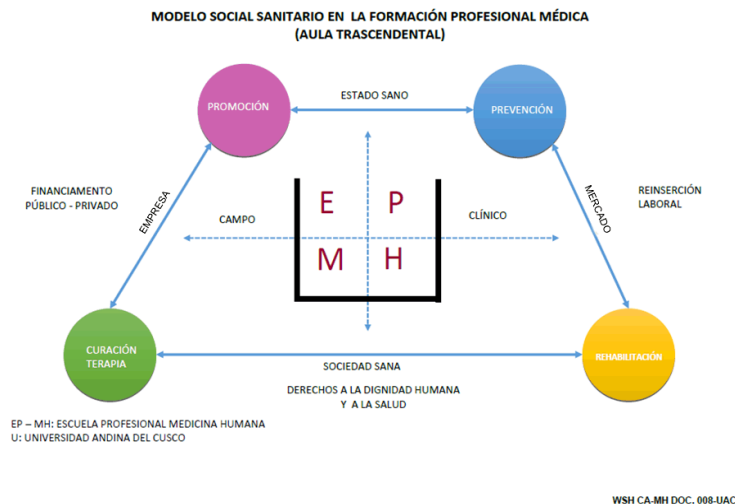 MODELO SOCIAL SANITARIO EN LA FORMACIÓN PROFESIONAL MÉDICA
(AULA TRASCENDENTAL)
ESTADO SANO
PROMOCIÓN
PREVENCIÓN
FINANCIAMENTO
PÚBLICO - PRIVADO
EMPRESA
CAMPO
E P
M H
CLÍNICO
MERCADO
REINSERCIÓN
LABORAL
CURACIÓN
TERAPIA
REHABILITACIÓN
SOCIEDAD SANA
DERECHOS A LA DIGNIDAD HUMANA
Y A LA SALUD
EP – MH: ESCUELA PROFESIONAL MEDICINA HUMANA
U: UNIVERSIDAD ANDINA DEL CUSCO
WSH CA-MH DOC. 008-UAC